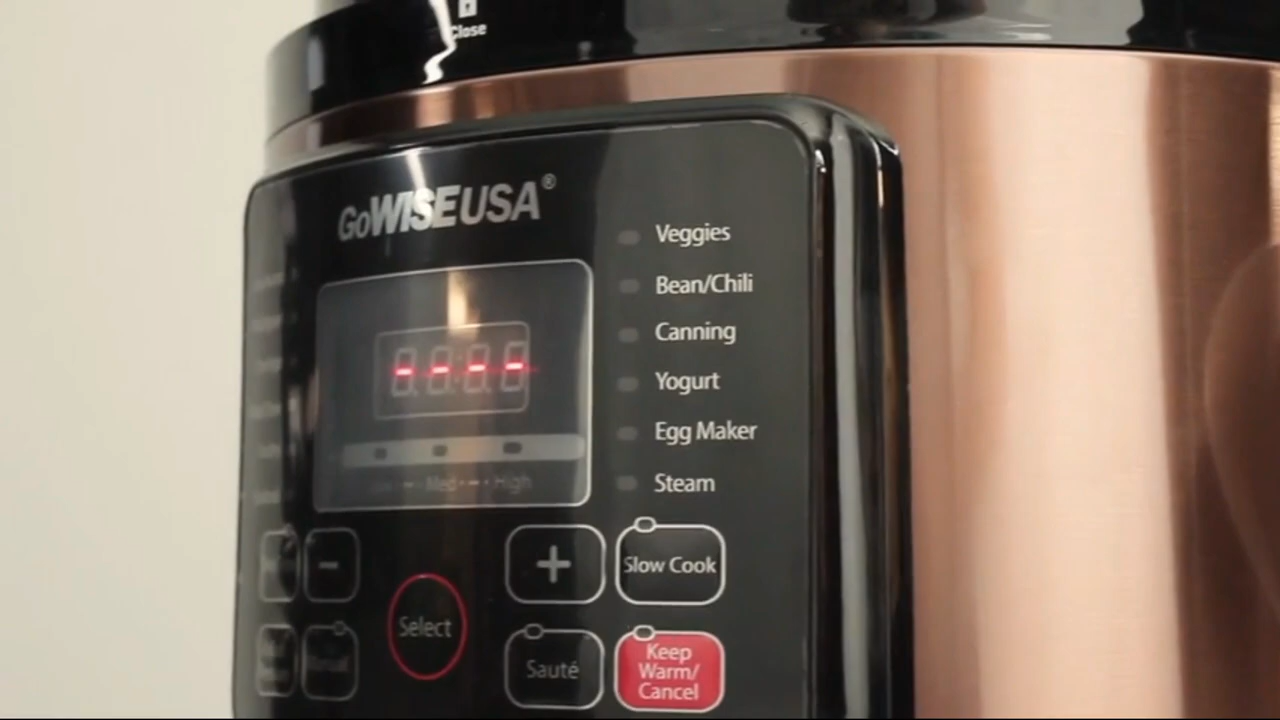 Close
GoWISEUSA®
Veggies
Bean/Chili
Canning
Yogurt
Egg Maker
Steam
Med
High
−
+
Slow Cook
Select
Manual
Sauté
Keep
Warm/
Cancel